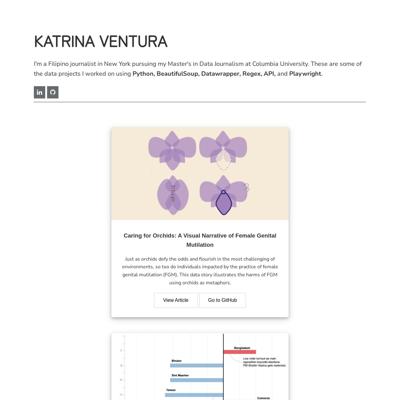 KATRINA VENTURA
I'm a Filipino journalist in New York pursuing my Master's in Data Journalism at Columbia University. These are some of
the data projects I worked on using Python, BeautifulSoup, Datawrapper, Regex, API, and Playwright.
in
Caring for Orchids: A Visual Narrative of Female Genital
Mutilation
Just as orchids defy the odds and flourish in the most challenging of
environments, so too do individuals impacted by the practice of female
genital mutilation (FGM). This data story illustrates the harms of FGM
using orchids as metaphors.
View Article
Go to GitHub
Bangladesh
Bhutan
Taiwan